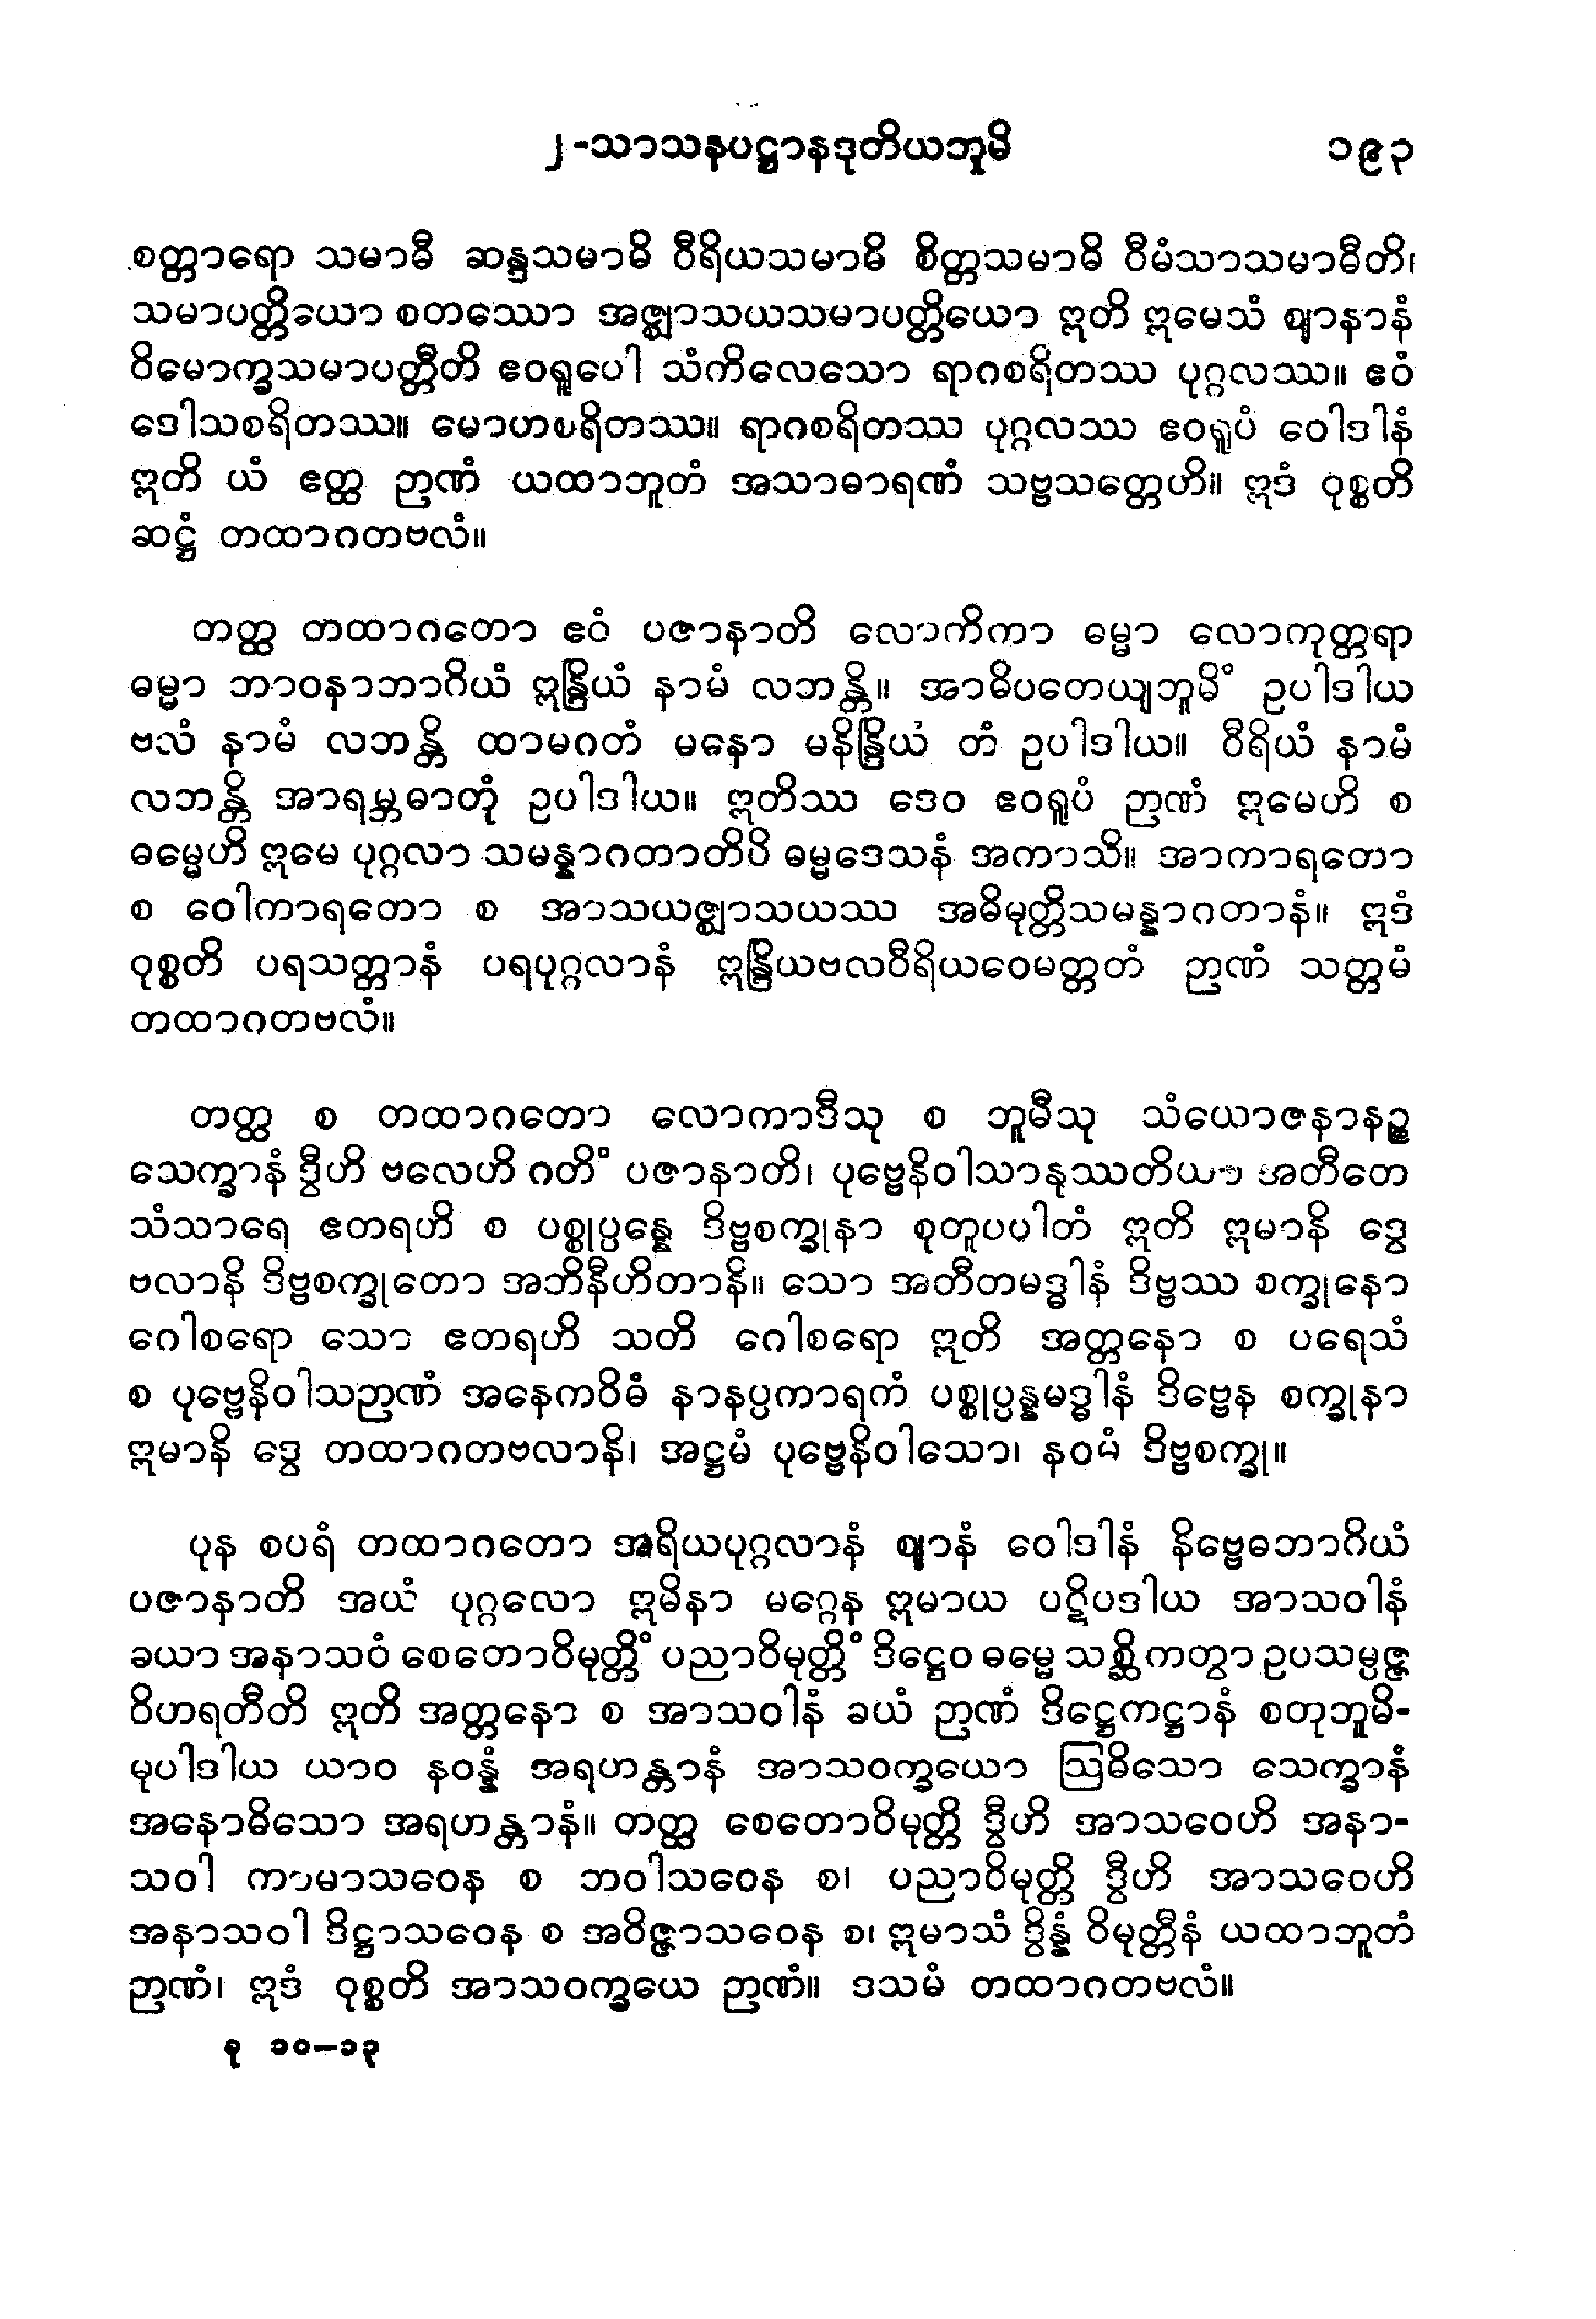 ၂-သာသနပဋ္ဌာနဒုတိယဘူမိ ၁၉၃
စတ္တာရော သမာဓီ ဆန္ဒသမာဓိ ဝီရိယသမာဓိ စိတ္တသမာဓိ ဝီမံသာသမာဓီတိ၊
သမာပတ္တိယော စတဿော အဇ္ဈာသယသမာပတ္တိယော ဣတိ ဣမေသံ ဈာနာနံ
ဝိမောက္ခသမာပတ္တီတိ ဧဝရူပေါ သံကိလေသော ရာဂစရိတဿ ပုဂ္ဂလဿ။ ဧဝံ
ဒေါသစရိတဿ။ မောဟစရိတဿ။ ရာဂစရိတဿ ပုဂ္ဂလဿ ဧဝရူပံ ဝေါဒါနံ
ဣတိ ယံ ဧတ္ထ ဉာဏံ ယထာဘူတံ အသာဓာရဏံ သဗ္ဗသတ္တေဟိ။ ဣဒံ ဝုစ္စတိ
ဆဋ္ဌံ တထာဂတဗလံ။
တတ္ထ တထာဂတော ဧဝံ ပဇာနာတိ လောကိကာ ဓမ္မာ လောကုတ္တရာ
ဓမ္မာ ဘာဝနာဘာဂိယံ ဣန္ဒြိယံ နာမံ လဘန္တိ။ အာဓိပတေယျဘူမိံ ဥပါဒါယ
ဗလံ နာမံ လဘန္တိ ထာမဂတံ မနော မနိန္ဒြိယံ တံ ဥပါဒါယ။ ဝီရိယံ နာမံ
လဘန္တိ အာရမ္ဘဓာတုံ ဥပါဒါယ။ ဣတိဿ ဒေဝ ဧဝရူပံ ဉာဏံ ဣမေဟိ စ
ဓမ္မေဟိ ဣမေ ပုဂ္ဂလာ သမန္နာဂတာတိပိ ဓမ္မဒေသနံ အကာသိ။ အာကာရတော
စ ဝေါကာရတော စ အာသယဇ္ဈာသယဿ အဓိမုတ္တိသမန္နာဂတာနံ။ ဣဒံ
ဝုစ္စတိ ပရသတ္တာနံ ပရပုဂ္ဂလာနံ ဣန္ဒြိယဗလဝီရိယဝေမတ္တတံ ဉာဏံ သတ္တမံ
တထာဂတဗလံ။
တတ္ထ စ တထာဂတော လောကာဒီသု စ ဘူမီသု သံယောဇနာနဉ္စ
သေက္ခာနံ ဒွီဟိ ဗလေဟိ ဂတိံ ပဇာနာတိ၊ ပုဗ္ဗေနိဝါသာနုဿတိယာ အတီတေ
သံသာရေ ဧတရဟိ စ ပစ္စုပ္ပန္နေ ဒိဗ္ဗစက္ခုနာ စုတူပပါတံ ဣတိ ဣမာနိ ဒွေ
ဗလာနိ ဒိဗ္ဗစက္ခုတော အဘိနီဟိတာနိ။ သော အတီတမဒ္ဓါနံ ဒိဗ္ဗဿ စက္ခုနော
ဂေါစရော သော ဧတရဟိ သတိ ဂေါစရော ဣတိ အတ္တနော စ ပရေသံ
စ ပုဗ္ဗေနိဝါသဉာဏံ အနေကဝိဓံ နာနပ္ပကာရကံ ပစ္စုပ္ပန္နမဒ္ဓါနံ ဒိဗ္ဗေန စက္ခုနာ
ဣမာနိ ဒွေ တထာဂတဗလာနိ၊ အဋ္ဌမံ ပုဗ္ဗေနိဝါသော၊ နဝမံ ဒိဗ္ဗစက္ခု။
ပုန စပရံ တထာဂတော အရိယပုဂ္ဂလာနံ ဈာနံ ဝေါဒါနံ နိဗ္ဗေဓဘာဂိယံ
ပဇာနာတိ အယံ ပုဂ္ဂလော ဣမိနာ မဂ္ဂေန ဣမာယ ပဋိပဒါယ အာသဝါနံ
ခယာ အနာသဝံ စေတောဝိမုတ္တိံ ပညာဝိမုတ္တိံ ဒိဋ္ဌေဝ ဓမ္မေ သစ္ဆိကတွာ ဥပသမ္ပဇ္ဇ
ဝိဟရတီတိ ဣတိ အတ္တနော စ အာသဝါနံ ခယံ ဉာဏံ ဒိဋ္ဌေကဋ္ဌာနံ စတုဘူမိ-
မုပါဒါယ ယာဝ နဝန္နံ အရဟန္တာနံ အာသဝက္ခယော ဩဓိသော သေက္ခာနံ
အနောဓိသော အရဟန္တာနံ။ တတ္ထ စေတောဝိမုတ္တိ ဒွီဟိ အာသဝေဟိ အနာ-
သဝါ ကာမာသဝေန စ ဘဝါသဝေန စ၊ ပညာဝိမုတ္တိ ဒွီဟိ အာသဝေဟိ
အနာသဝါ ဒိဋ္ဌာသဝေန စ အဝိဇ္ဇာသဝေန စ၊ ဣမာသံ ဒွိန္နံ ဝိမုတ္တီနံ ယထာဘူတံ
ဉာဏံ၊ ဣဒံ ဝုစ္စတိ အာသဝက္ခယေ ဉာဏံ။ ဒသမံ တထာဂတဗလံ။
နု ၁၀–၁၃